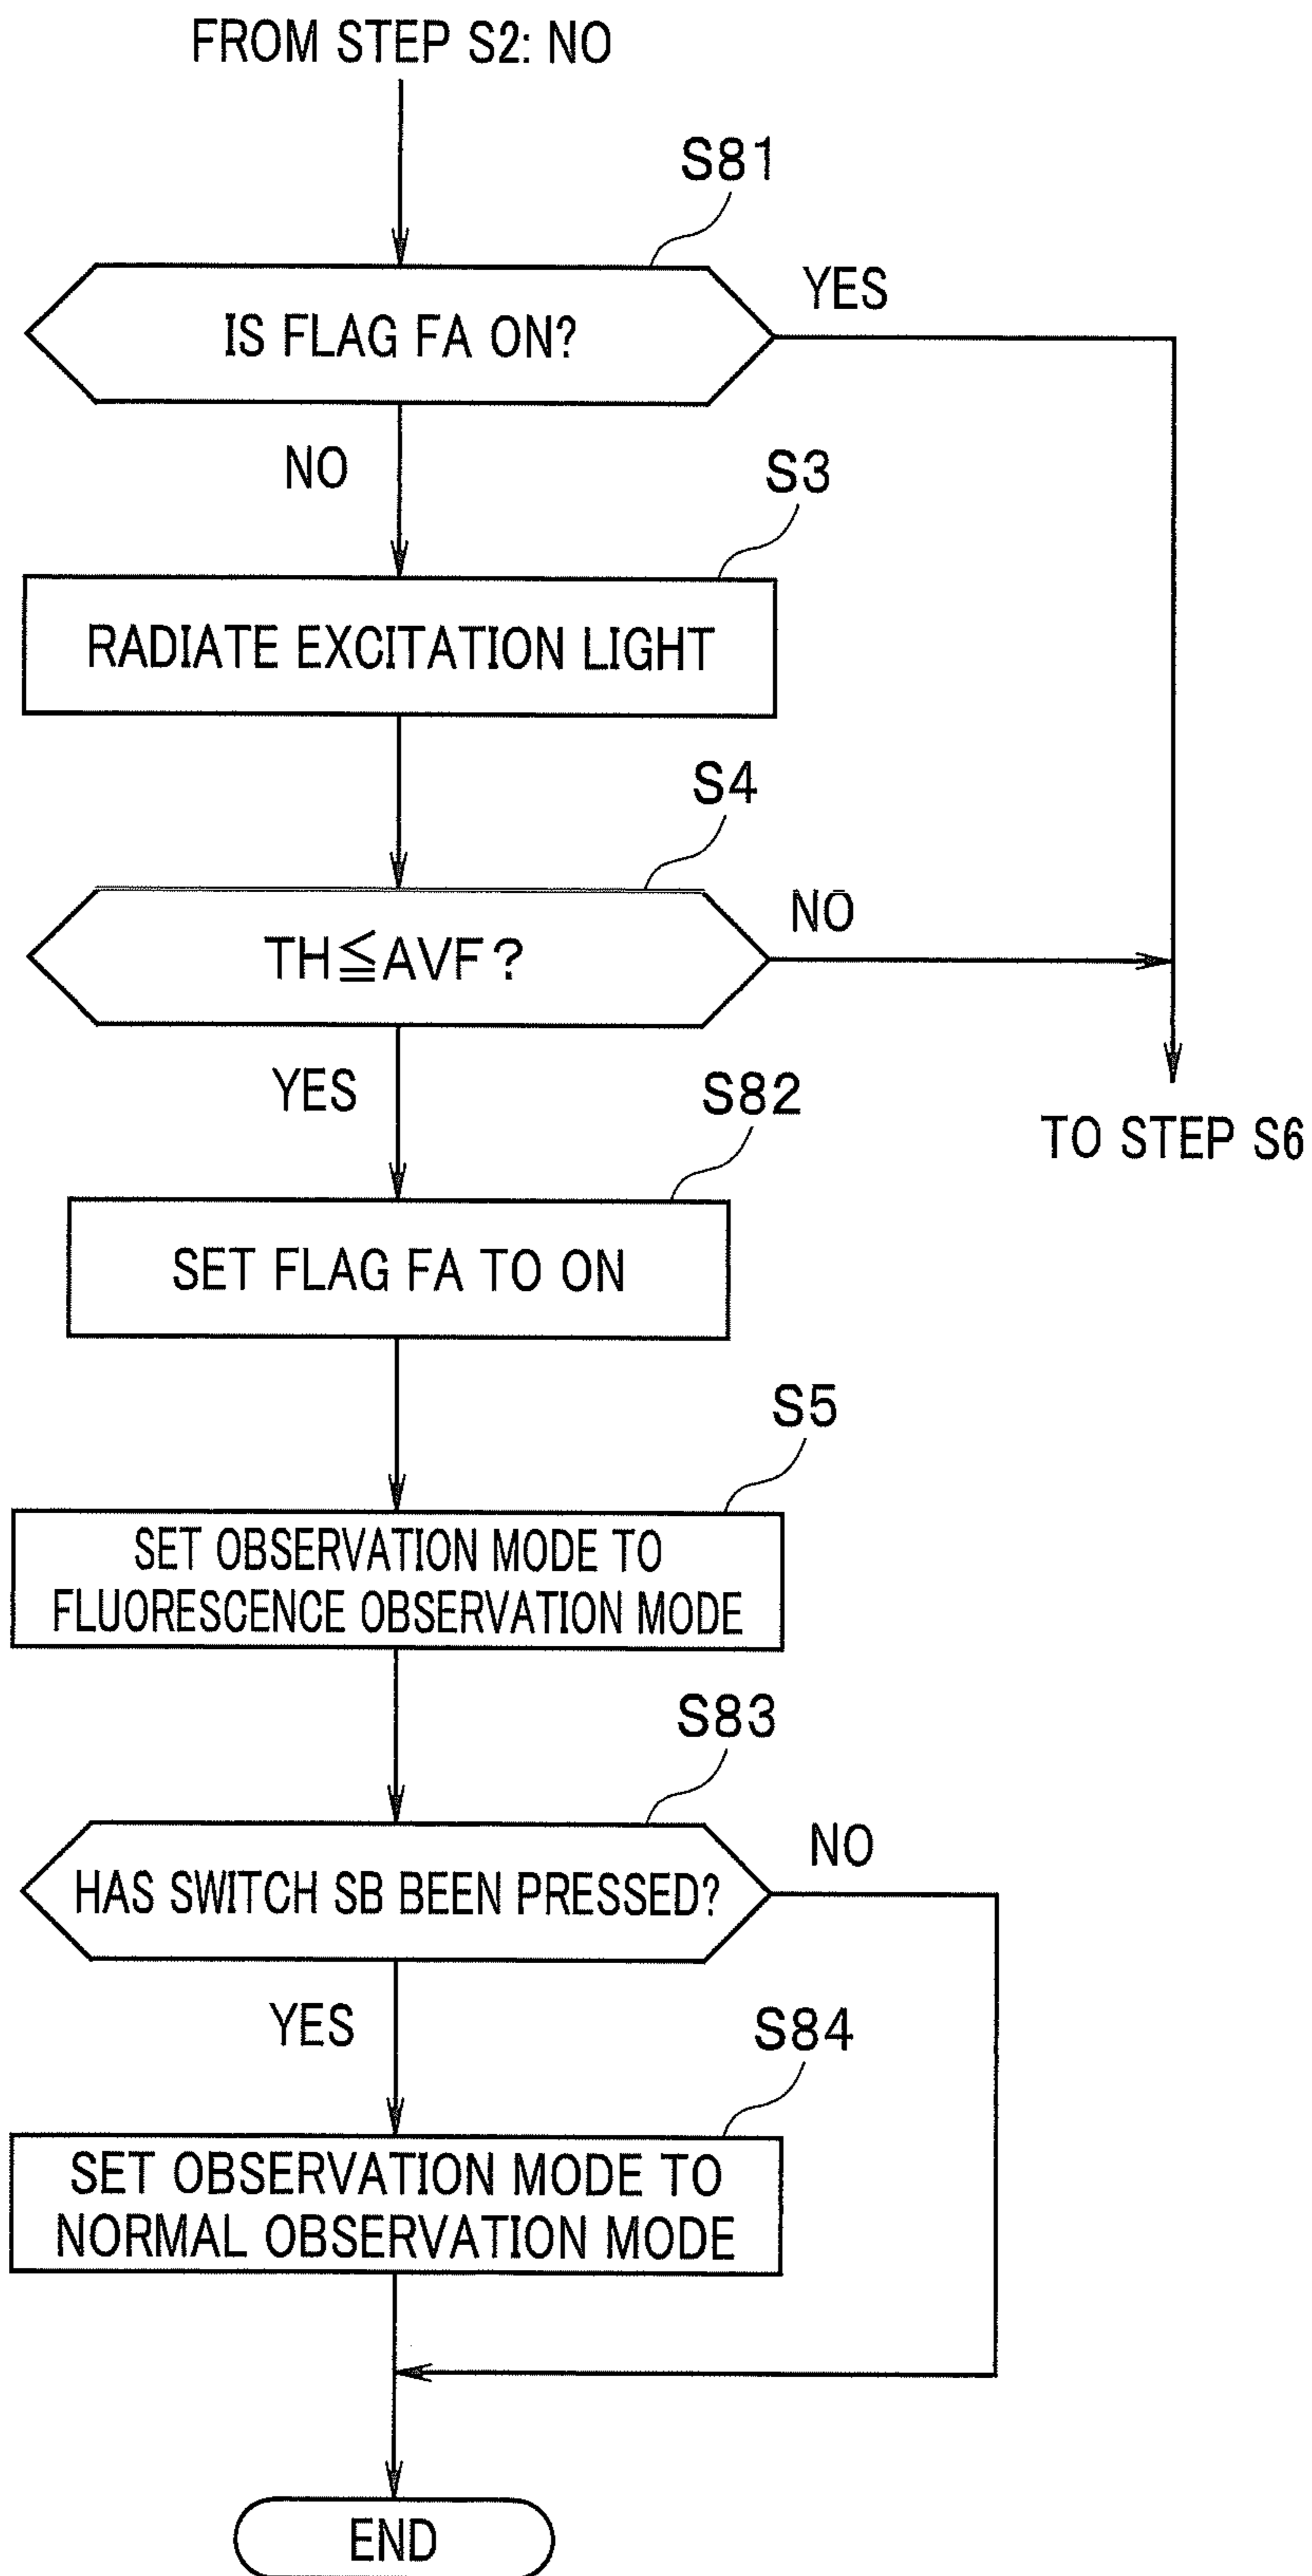 FROM STEP S2: NO
S81
IS FLAG FA ON?
YES
NO
S3
RADIATE EXCITATION LIGHT
S4
TH≦AVF?
NO
YES
TO STEP S6
S82
SET FLAG FA TO ON
S5
SET OBSERVATION MODE TO
FLUORESCENCE OBSERVATION MODE
S83
HAS SWITCH SB BEEN PRESSED?
NO
YES
S84
SET OBSERVATION MODE TO
NORMAL OBSERVATION MODE
END